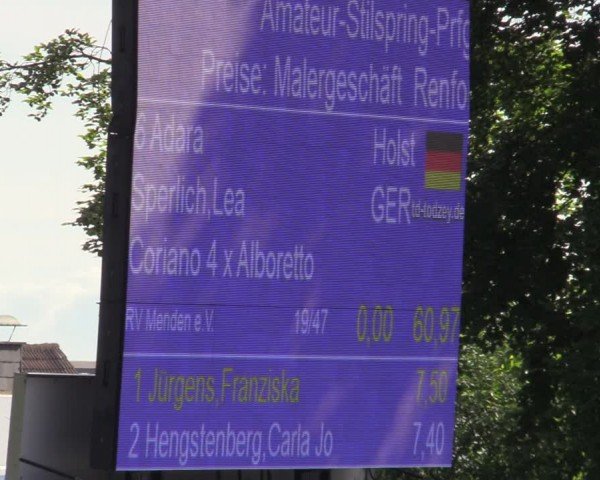 Amateur-Stilspring-Prfg
Preise: Malergeschäft Renfo
6 Adara Holst
Sperlich,Lea GER td-todzey.de
Coriano 4 x Alboretto
RV Menden e.V. 19/47 0,00 60,97
1 Jürgens,Franziska 7,50
2 Hengstenberg,Carla Jo 7,40